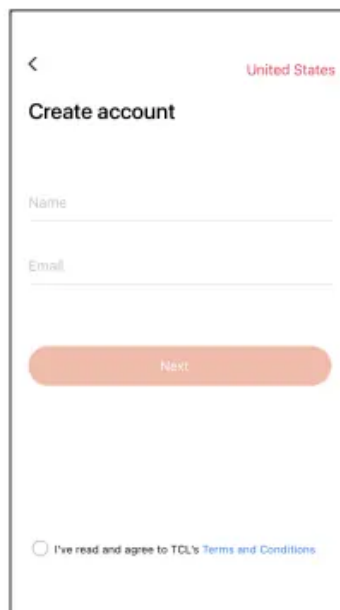 United States
Create account
Name
Email
Next
I've read and agree to TCL's Terms and Conditions